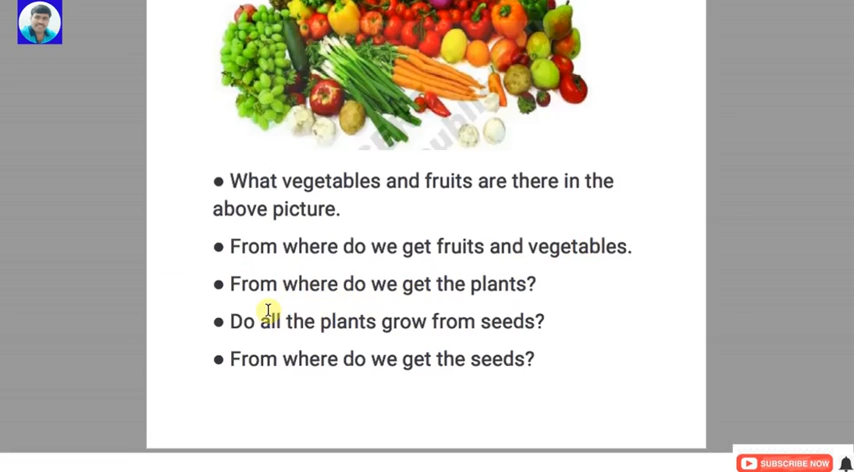 ● What vegetables and fruits are there in the
above picture.
● From where do we get fruits and vegetables.
● From where do we get the plants?
● Do all the plants grow from seeds?
● From where do we get the seeds?
SUBSCRIBE NOW